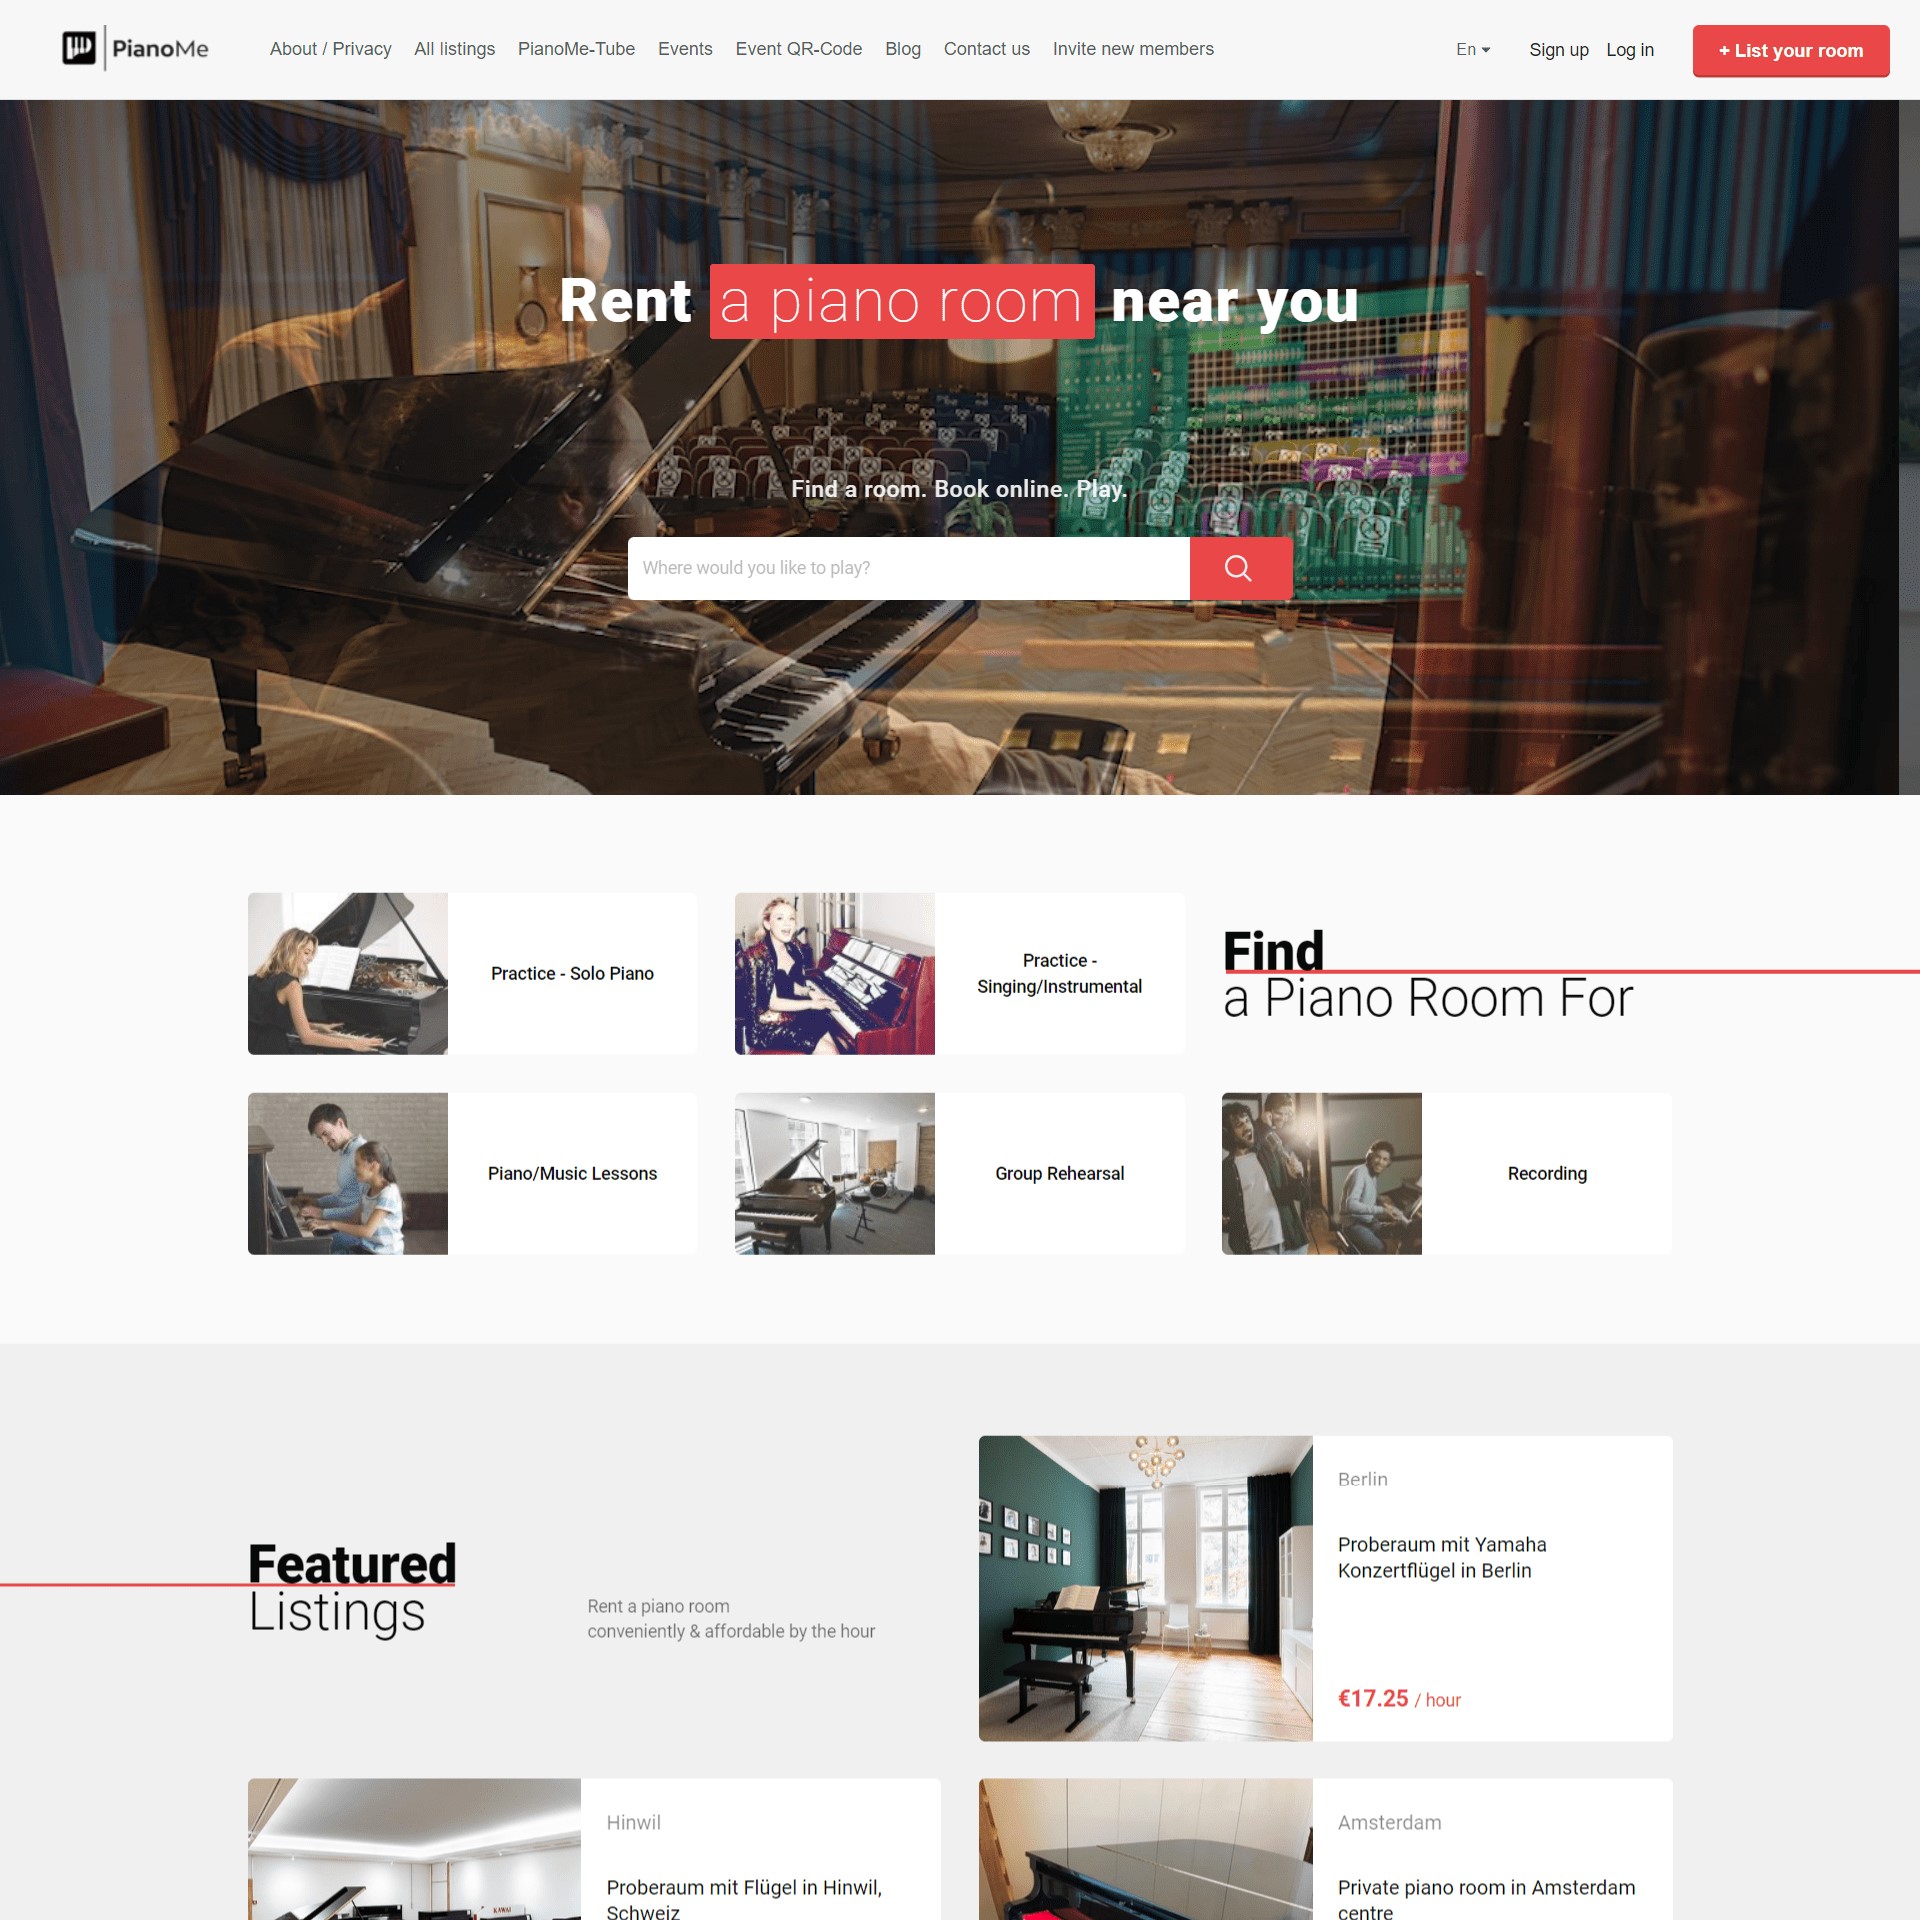 PianoMe
About / Privacy
All listings
PianoMe-Tube
Events
Event QR-Code
Blog
Contact us
Invite new members
En
Sign up
Log in
+ List your room
Rent a piano room near you
Find a room. Book online. Play.
Where would you like to play?
Practice - Solo Piano
Practice -
Singing/Instrumental
Find
a Piano Room For
Piano/Music Lessons
Group Rehearsal
Recording
Featured
Listings
Rent a piano room
conveniently & affordable by the hour
Berlin
Proberaum mit Yamaha
Konzertflügel in Berlin
€17.25 / hour
Hinwil
Proberaum mit Flügel in Hinwil,
Schweiz
KAWAI
Amsterdam
Private piano room in Amsterdam
centre